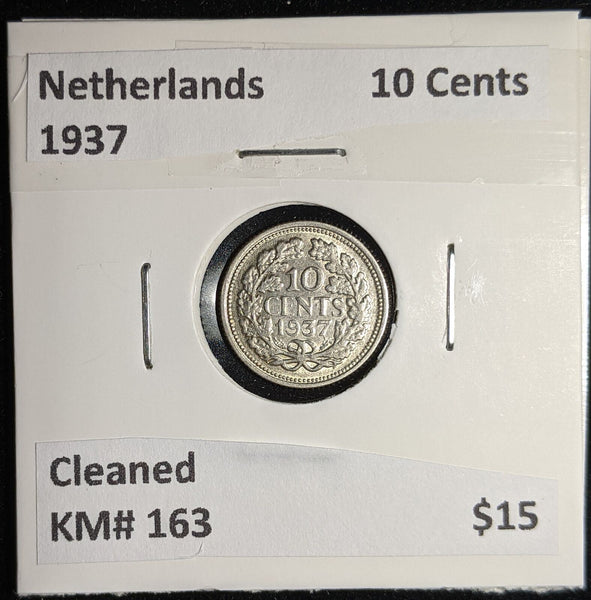 Netherlands 10 Cents
1937
10
CENTS
1937
Cleaned
KM# 163 $15